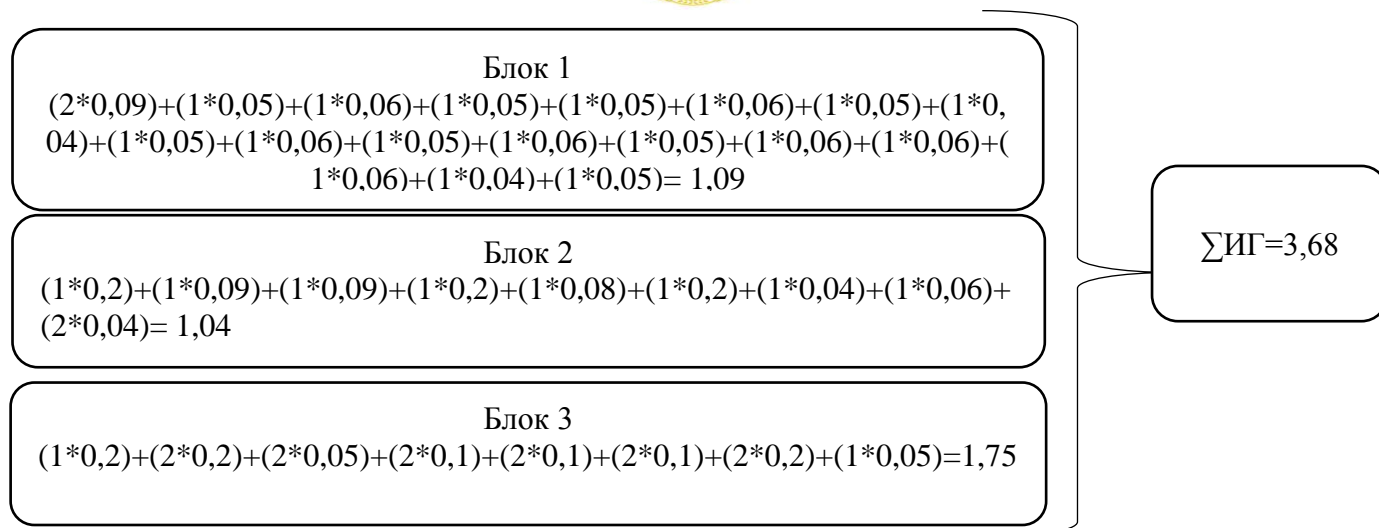 Блок 1
(2*0,09)+(1*0,05)+(1*0,06)+(1*0,05)+(1*0,05)+(1*0,06)+(1*0,05)+(1*0,
04)+(1*0,05)+(1*0,06)+(1*0,05)+(1*0,06)+(1*0,05)+(1*0,06)+(1*0,06)+(
1*0,06)+(1*0,04)+(1*0,05)= 1,09
Блок 2
(1*0,2)+(1*0,09)+(1*0,09)+(1*0,2)+(1*0,08)+(1*0,2)+(1*0,04)+(1*0,06)+
(2*0,04)= 1,04
Блок 3
(1*0,2)+(2*0,2)+(2*0,05)+(2*0,1)+(2*0,1)+(2*0,1)+(2*0,2)+(1*0,05)=1,75
∑ИГ=3,68